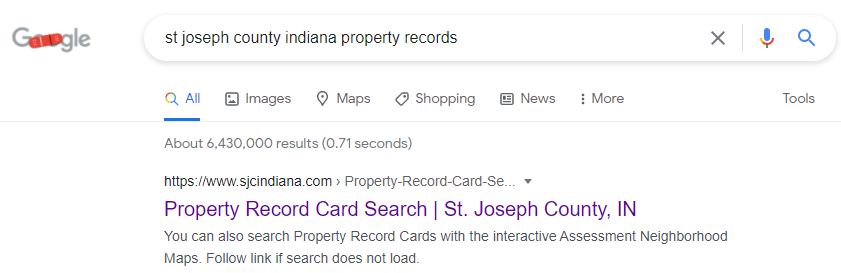 Google
st joseph county indiana property records
All Images Maps Shopping News More Tools
About 6,430,000 results (0.71 seconds)
https://www.sjcindiana.com › Property-Record-Card-Se...
Property Record Card Search | St. Joseph County, IN
You can also search Property Record Cards with the interactive Assessment Neighborhood
Maps. Follow link if search does not load.